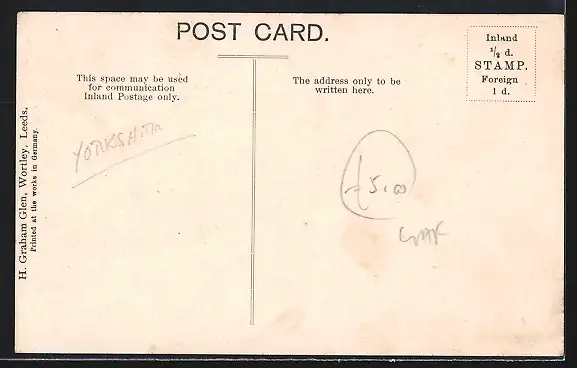 POST CARD.
Inland
½ d.
STAMP.
Foreign
1 d.
This space may be used
for communication
Inland Postage only.
The address only to be
written here.
H. Graham Glen, Wortley, Leeds.
Printed at the works in Germany.
£5.00